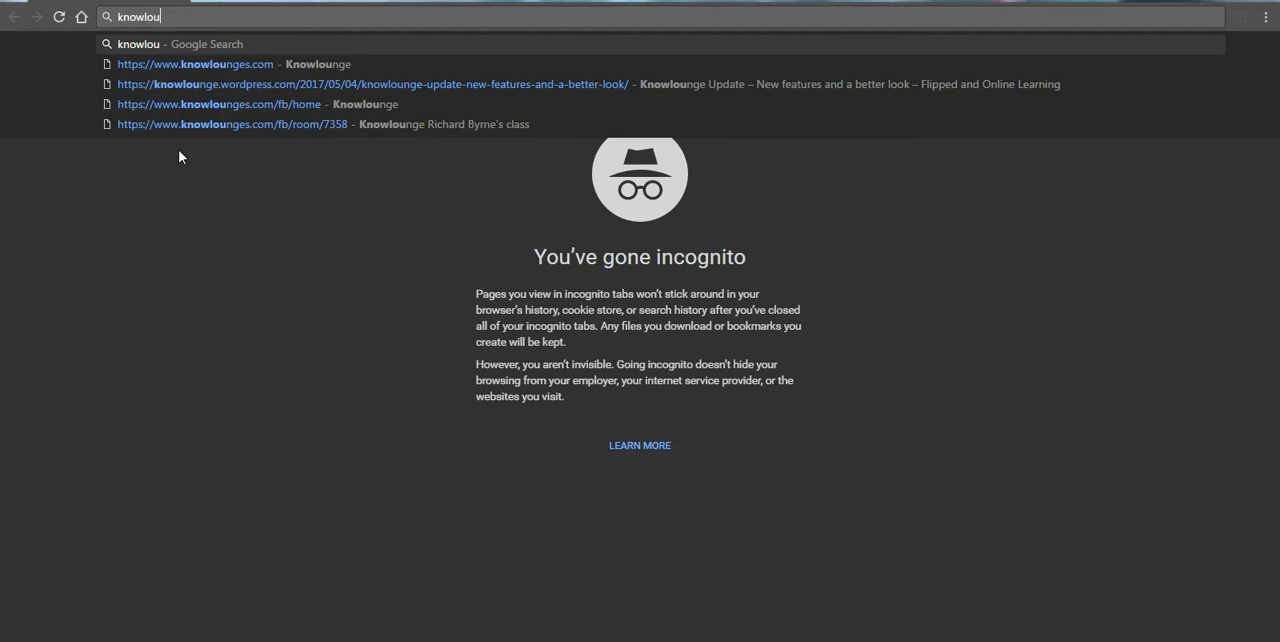 knowlou
knowlou - Google Search
https://www.knowlounges.com - Knowlounge
https://knowlounge.wordpress.com/2017/05/04/knowlounge-update-new-features-and-a-better-look/ - Knowlounge Update – New features and a better look – Flipped and Online Learning
https://www.knowlounges.com/fb/home - Knowlounge
https://www.knowlounges.com/fb/room/7358 - Knowlounge Richard Byrne's class
You've gone incognito
Pages you view in incognito tabs won't stick around in your
browser's history, cookie store, or search history after you've closed
all of your incognito tabs. Any files you download or bookmarks you
create will be kept.
However, you aren't invisible. Going incognito doesn't hide your
browsing from your employer, your internet service provider, or the
websites you visit.
LEARN MORE